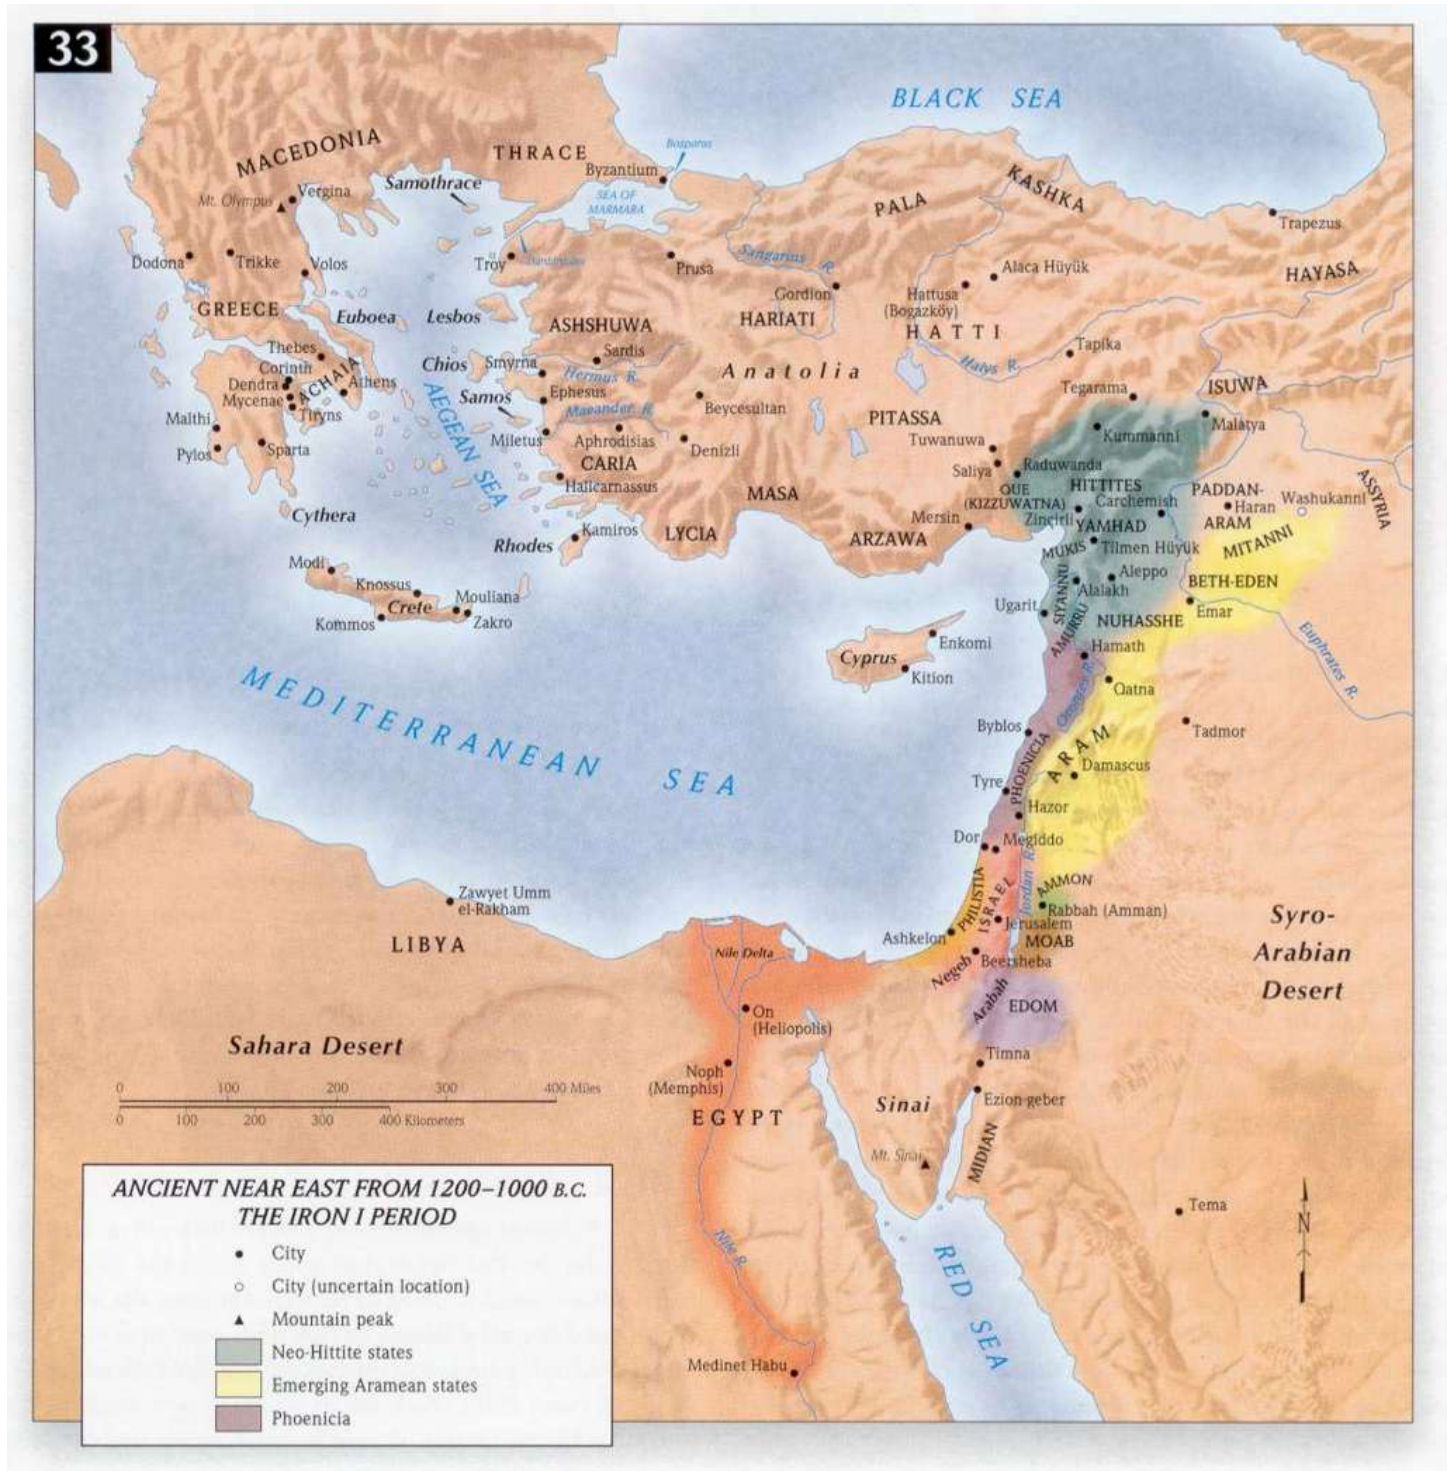 33
BLACK SEA
MACEDONIA
THRACE
Bosporus
Byzantium
Samothrace
KASHKA
Mt. Olympus
Vergina
SEA OF
MARMARA
PALA
Trapezus
Dodona
Trikke
Volos
Troy
Dardanelles
Prusa
Sangarius R.
Alaca Hüyük
HAYASA
Gordion
Hattusa
(Bogazköy)
GREECE
Euboea
Lesbos
ASHSHUWA
HARIATI
HATTI
Thebes
Corinth
Dendra
Mycenae
ACHAIA
Athens
Tiryns
Chios
Smyrna
Sardis
Hermus R.
Anatolia
Halys R.
Tapika
Tegarama
ISUWA
Samos
Ephesus
Maeander R.
Beycesultan
Malthi
AEGEAN SEA
PITASSA
Kummanni
Malatya
Pylos
Sparta
Miletus
Aphrodisias
Denizli
Tuwanuwa
CARIA
Saliya
Raduwanda
Halicarnassus
MASA
QUE
(KIZZUWATNA)
HITTITES
Carchemish
PADDAN-
ARAM
Haran
Washukanni
ASSYRIA
Cythera
Kamiros
Rhodes
LYCIA
ARZAWA
Mersin
Zincirli
YAMHAD
MITANNI
Modi
MUKIS
Tilmen Hüyük
Knossus
Mouliana
Crete
Kommos
Zakro
Aleppo
BETH-EDEN
SIYANNU
Alalakh
Ugarit
Emar
AMURRU
NUHASSHE
Enkomi
Cyprus
Kition
Hamath
Euphrates R.
MEDITERRANEAN SEA
Orontes R.
Qatna
Byblos
Tadmor
PHOENICIA
ARAM
Damascus
Tyre
Hazor
Dor
Megiddo
Jordan R.
Zawyet Umm
el-Rakham
PHILISTIA
ISRAEL
AMMON
Rabbah (Amman)
LIBYA
Ashkelon
Jerusalem
MOAB
Syro-
Arabian
Desert
Nile Delta
Negeb
Beersheba
Arabah
EDOM
On
(Heliopolis)
Sahara Desert
Timna
Noph
(Memphis)
0 100 200 300 400 Miles
0 100 200 300 400 Kilometers
EGYPT
Sinai
Ezion-geber
Mt. Sinai
MIDIAN
Tema
N
Nile R.
RED SEA
Medinet Habu
ANCIENT NEAR EAST FROM 1200–1000 B.C.
THE IRON I PERIOD
City
City (uncertain location)
Mountain peak
Neo-Hittite states
Emerging Aramean states
Phoenicia